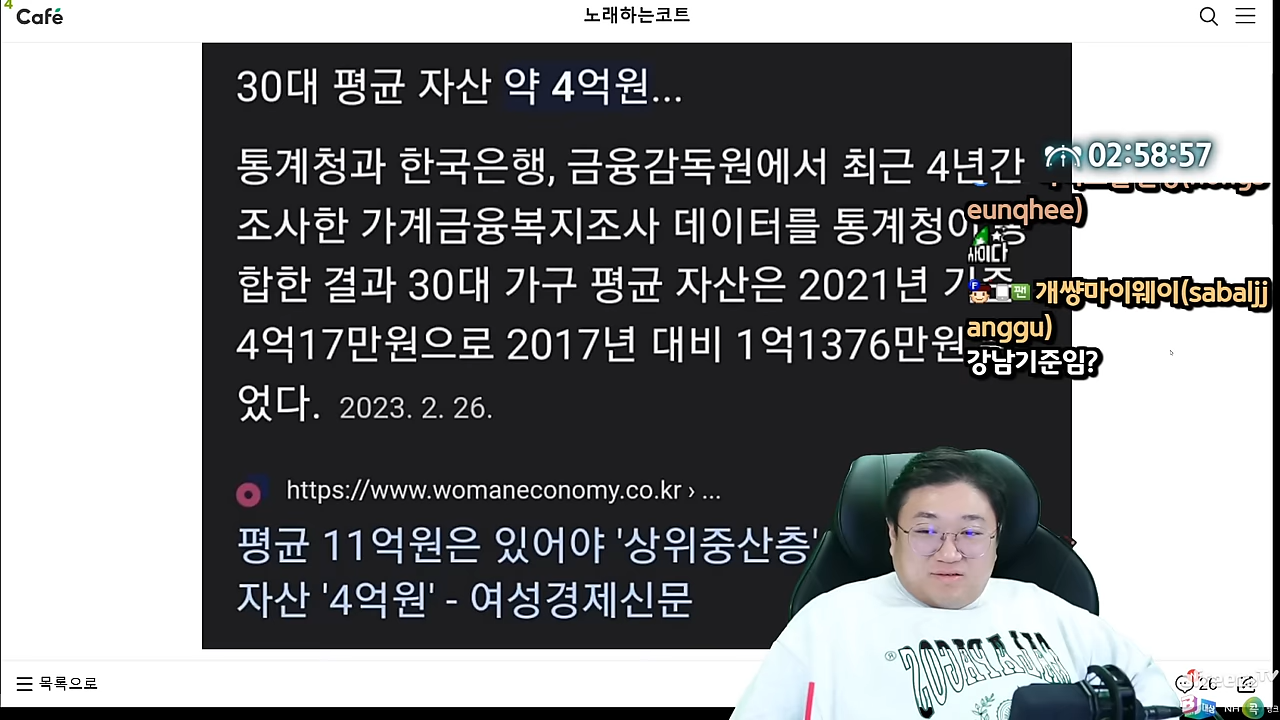 4
Café
노래하는코트
30대 평균 자산 약 4억원...
통계청과 한국은행, 금융감독원에서 최근 4년간
조사한 가계금융복지조사 데이터를 통계청이
합한 결과 30대 가구 평균 자산은 2021년
4억17만원으로 2017년 대비 1억1376만원
었다. 2023. 2. 26.
https://www.womaneconomy.co.kr › ...
평균 11억원은 있어야 '상위중산층'
자산 '4억원' - 여성경제신문
02:58:57
eunqhee)
사이다
F 팬 개썅마이웨이(sabaljj
anggu)
강남기준임?
목록으로
26